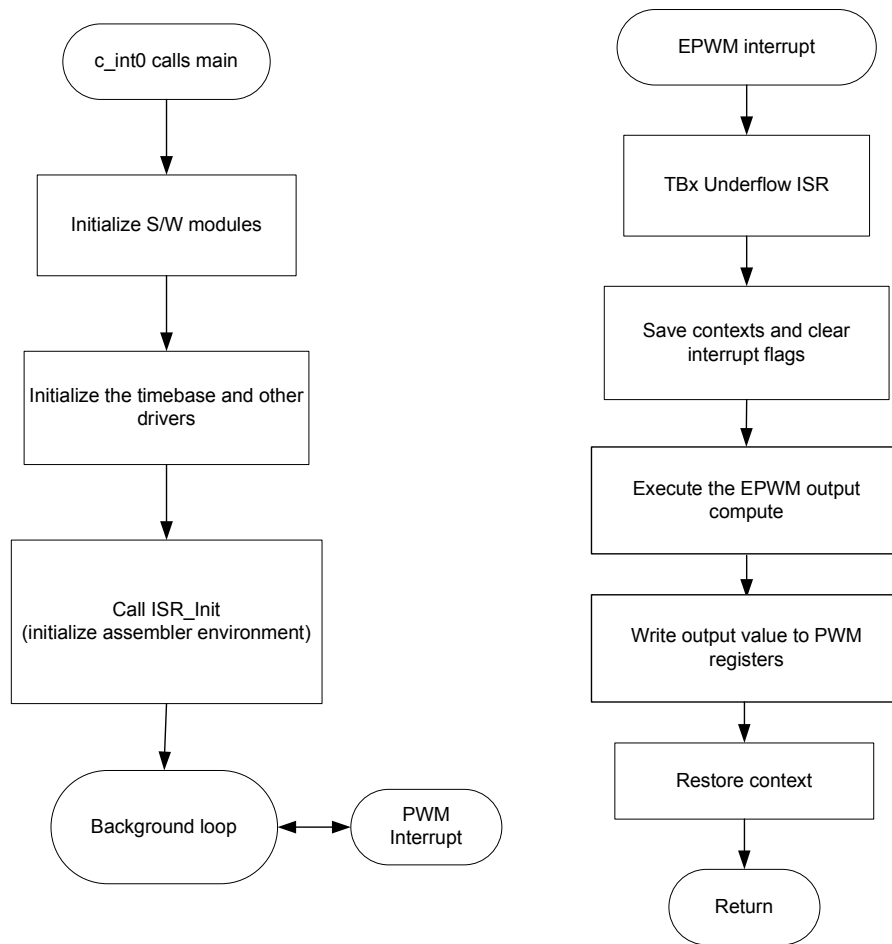 c_int0 calls main
Initialize S/W modules
Initialize the timebase and other
drivers
Call ISR_Init
(initialize assembler environment)
Background loop
PWM
Interrupt
EPWM interrupt
TBx Underflow ISR
Save contexts and clear
interrupt flags
Execute the EPWM output
compute
Write output value to PWM
registers
Restore context
Return